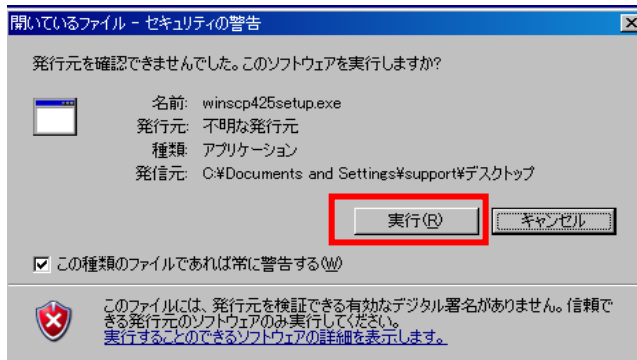 開いているファイル - セキュリティの警告
発行元を確認できませんでした。このソフトウェアを実行しますか?
名前: winscp425setup.exe
発行元: 不明な発行元
種類: アプリケーション
発信元: C:¥Documents and Settings¥support¥デスクトップ
実行(R) キャンセル
この種類のファイルであれば常に警告する(W)
このファイルには、発行元を検証できる有効なデジタル署名がありません。信頼で
きる発行元のソフトウェアのみ実行してください。
実行することのできるソフトウェアの詳細を表示します。